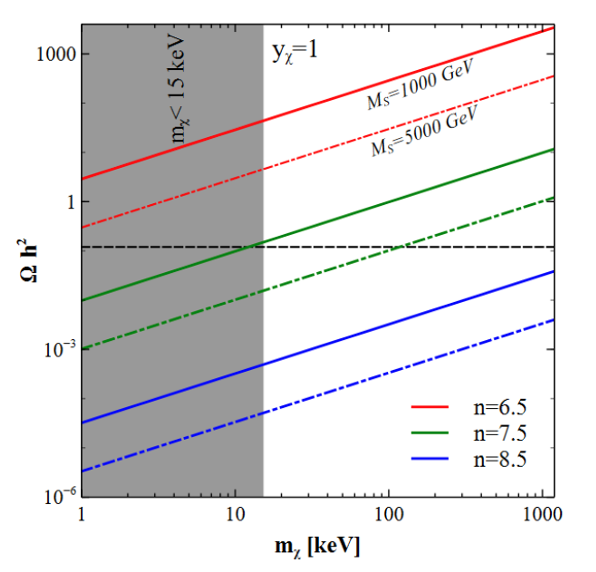 1000
1
10⁻³
10⁻⁶
Ω h²
m_χ< 15 keV
y_χ=1
M_S=1000 GeV
M_S=5000 GeV
n=6.5
n=7.5
n=8.5
1 10 100 1000
m_χ [keV]